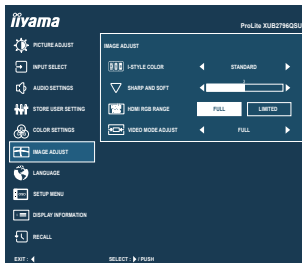 iiyama
ProLite XUB2796QSU
PICTURE ADJUST
INPUT SELECT
AUDIO SETTINGS
STORE USER SETTING
COLOR SETTINGS
IMAGE ADJUST
LANGUAGE
SETUP MENU
DISPLAY INFORMATION
RECALL
IMAGE ADJUST
I-STYLE COLOR STANDARD
SHARP AND SOFT
HDMI RGB RANGE FULL LIMITED
VIDEO MODE ADJUST FULL
EXIT : SELECT : / PUSH